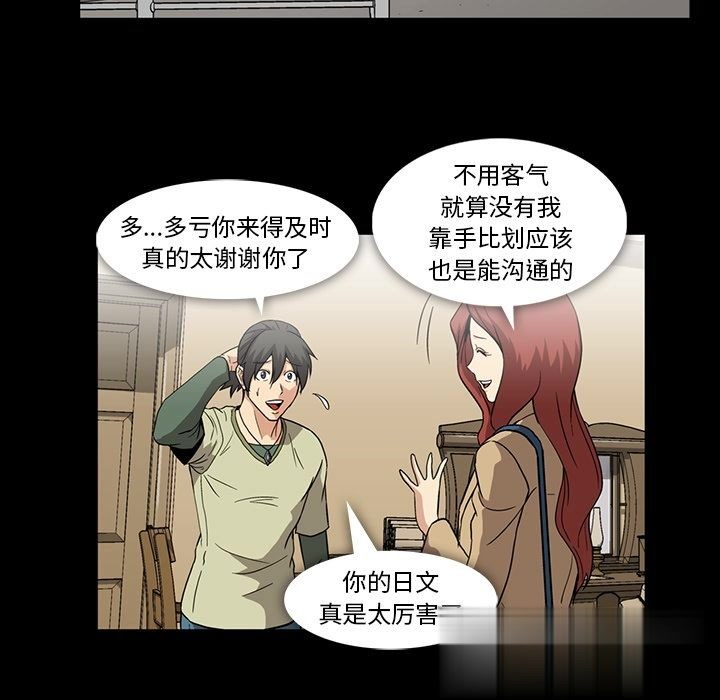 多...多亏你来得及时
真的太谢谢你了
不用客气
就算没有我
靠手比划应该
也是能沟通的
你的日文
真是太厉害